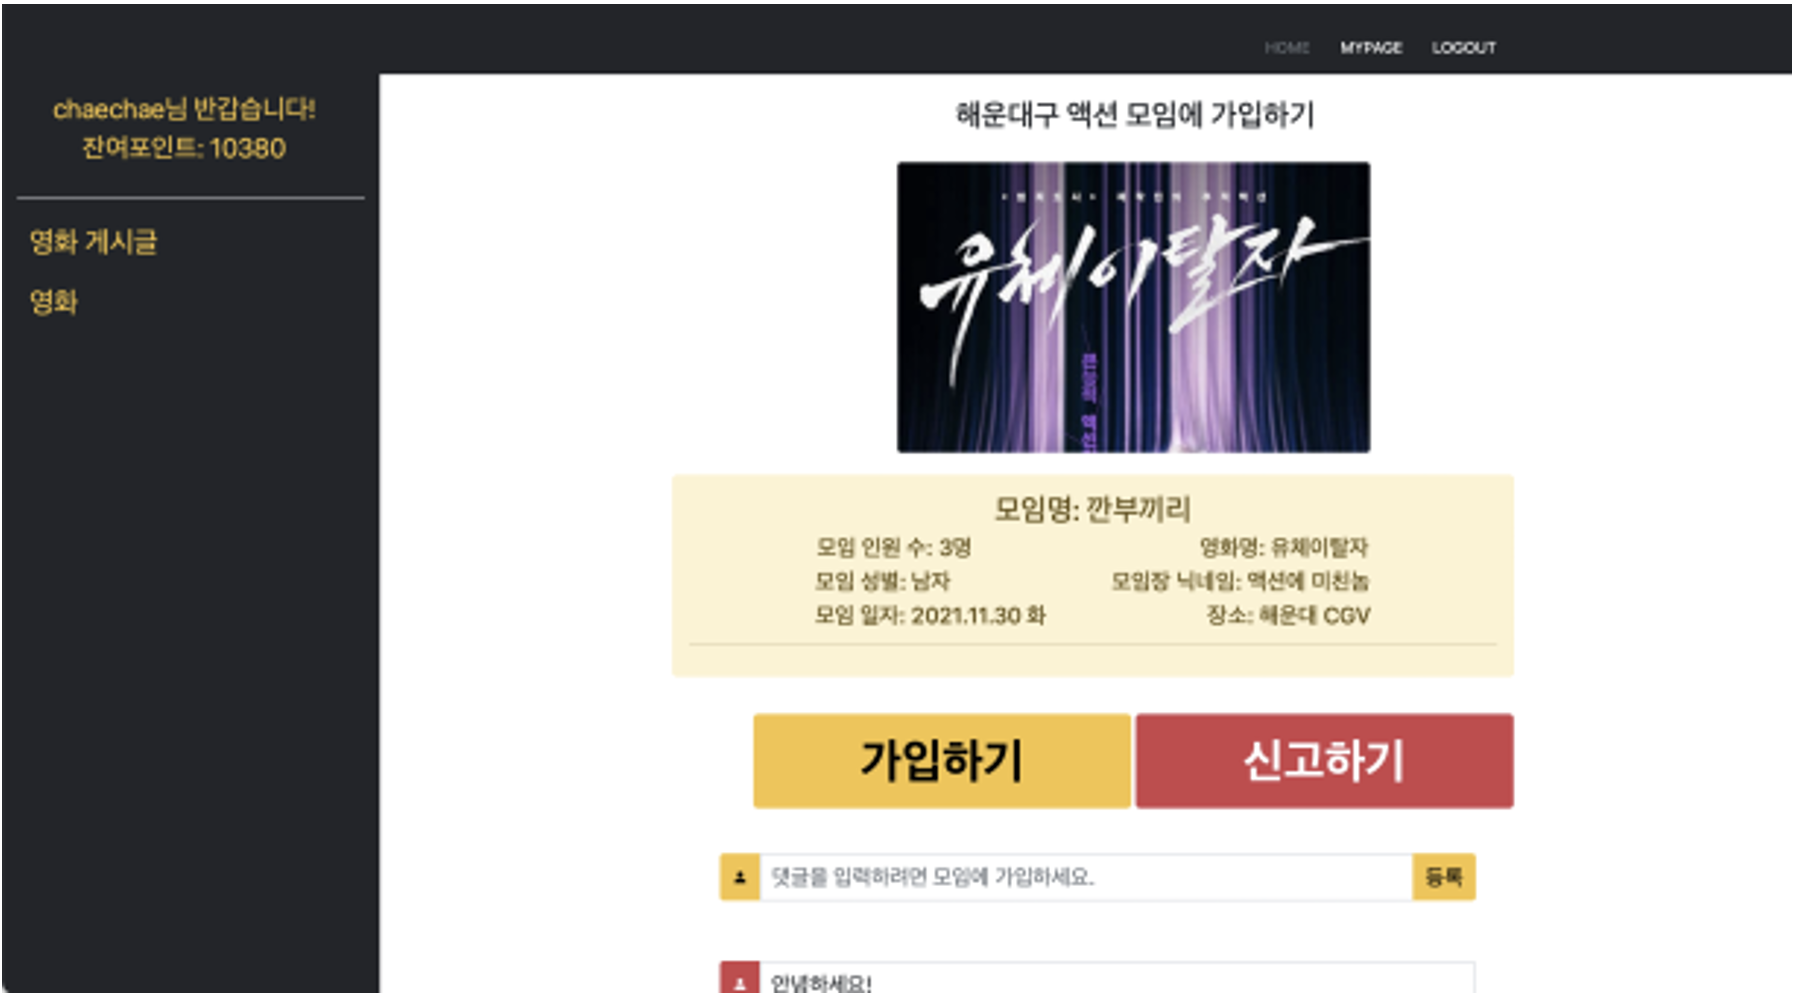 HOME MYPAGE LOGOUT
chaechae님 반갑습니다!
잔여포인트: 10380
영화 게시글
영화
해운대구 액션 모임에 가입하기
유체이탈자
모임명: 깐부끼리
모임 인원 수: 3명
영화명: 유체이탈자
모임 성별: 남자
모임장 닉네임: 액션에 미친놈
모임 일자: 2021.11.30 화
장소: 해운대 CGV
가입하기
신고하기
댓글을 입력하려면 모임에 가입하세요.
등록
안녕하세요!